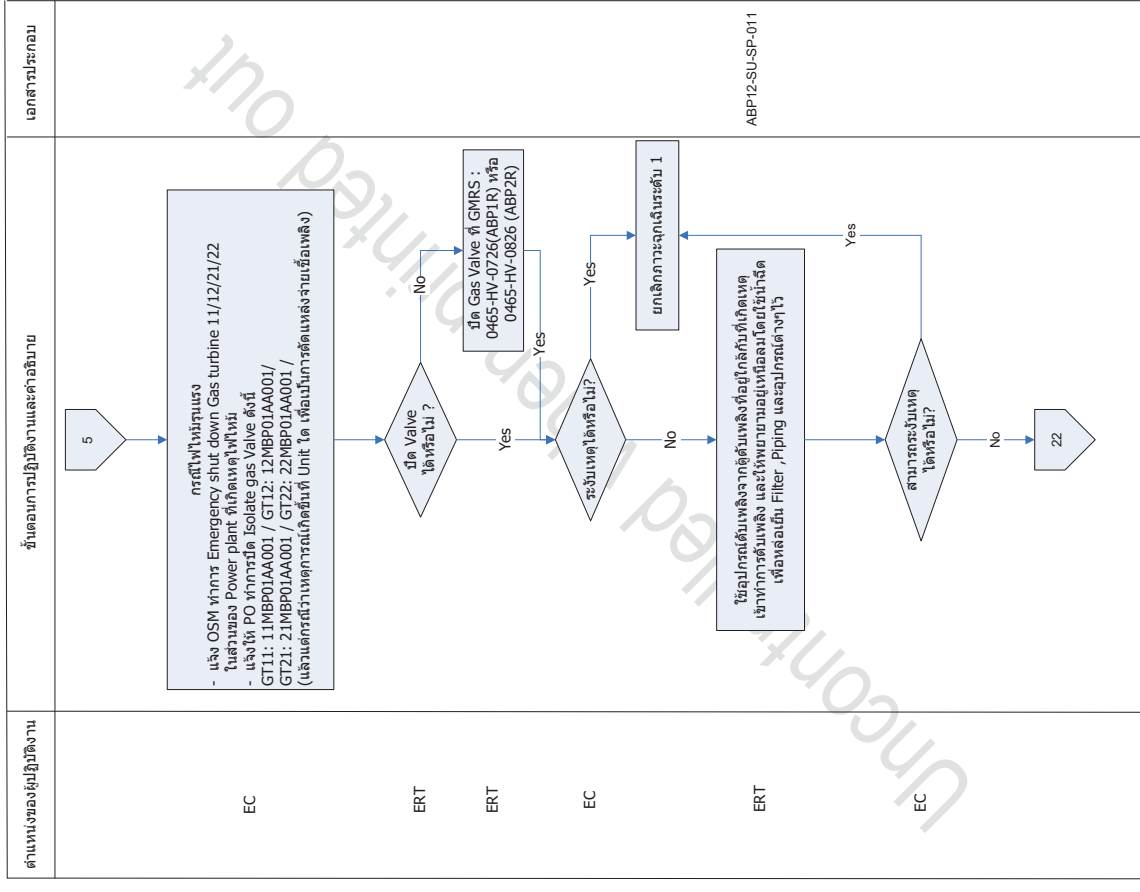 ตำแหน่งของผู้ปฏิบัติงาน
ขั้นตอนการปฏิบัติงานและคำอธิบาย
เอกสารประกอบ
5
EC
กรณีไฟไหม้รุนแรง
- แจ้ง OSM ทำการ Emergency shut down Gas turbine 11/12/21/22
ในส่วนของ Power plant ที่เกิดเหตุไฟไหม้
- แจ้งให้ PO ทำการปิด Isolate gas Valve ดังนี้
GT11: 11MBP01AA001/ GT12: 12MBP01AA001/
GT21: 21MBP01AA001 / GT22: 22MBP01AA001 /
(แล้วแต่กรณีว่าเหตุการณ์เกิดขึ้นที่ Unit ใด เพื่อเป็นการตัดแหล่งจ่ายเชื้อเพลิง)
ERT
ปิด Valve
ได้หรือไม่ ?
No
Yes
ERT
ปิด Gas Valve ที่ GMRS :
0465-HV-0726(ABP1R) หรือ
0465-HV-0826 (ABP2R)
Yes
EC
ระงับเหตุได้หรือไม่?
Yes
No
ยกเลิกภาวะฉุกเฉินระดับ 1
ERT
ใช้อุปกรณ์ดับเพลิงจากตู้ดับเพลิงที่อยู่ใกล้กับที่เกิดเหตุ
เข้าทำการดับเพลิง และให้พยายามอยู่เหนือลมโดยใช้น้ำฉีด
เพื่อหล่อเย็น Filter ,Piping และอุปกรณ์ต่างๆไว้
ABP12-SU-SP-011
EC
สามารถระงับเหตุ
ได้หรือไม่?
Yes
No
22
Uncontrolled when printed out